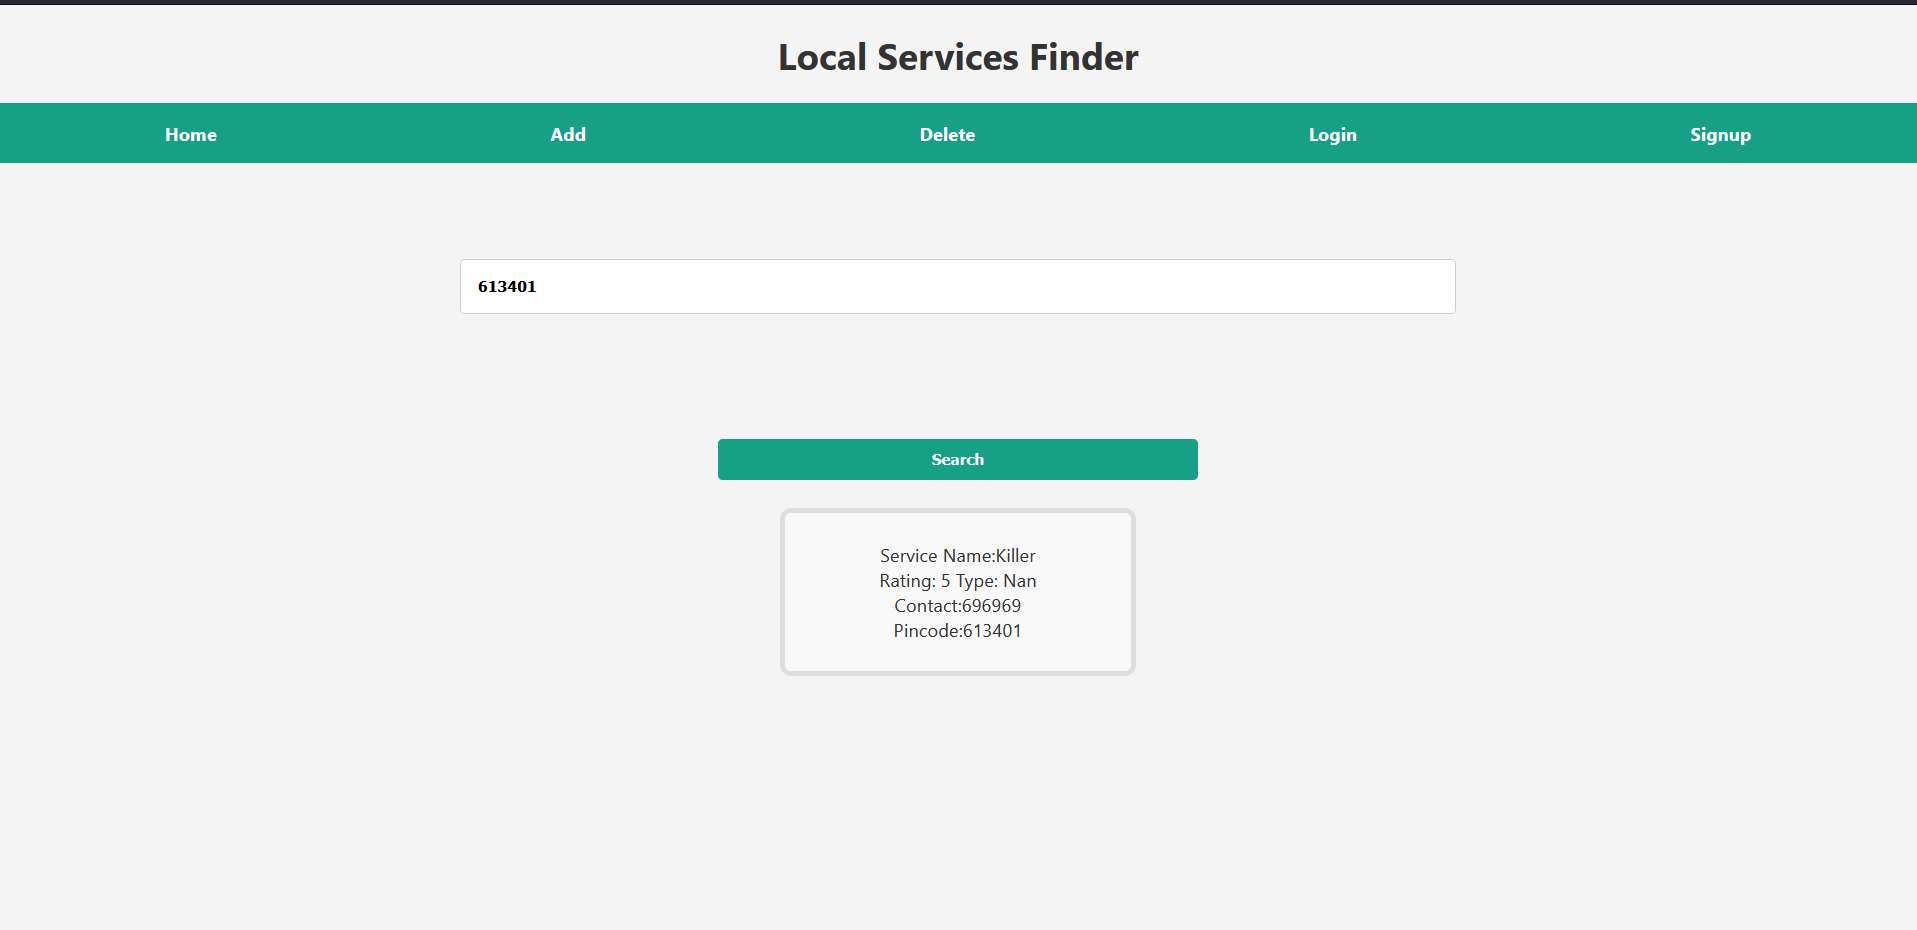 Local Services Finder
Home Add Delete Login Signup
613401
Search
Service Name:Killer
Rating: 5 Type: Nan
Contact:696969
Pincode:613401